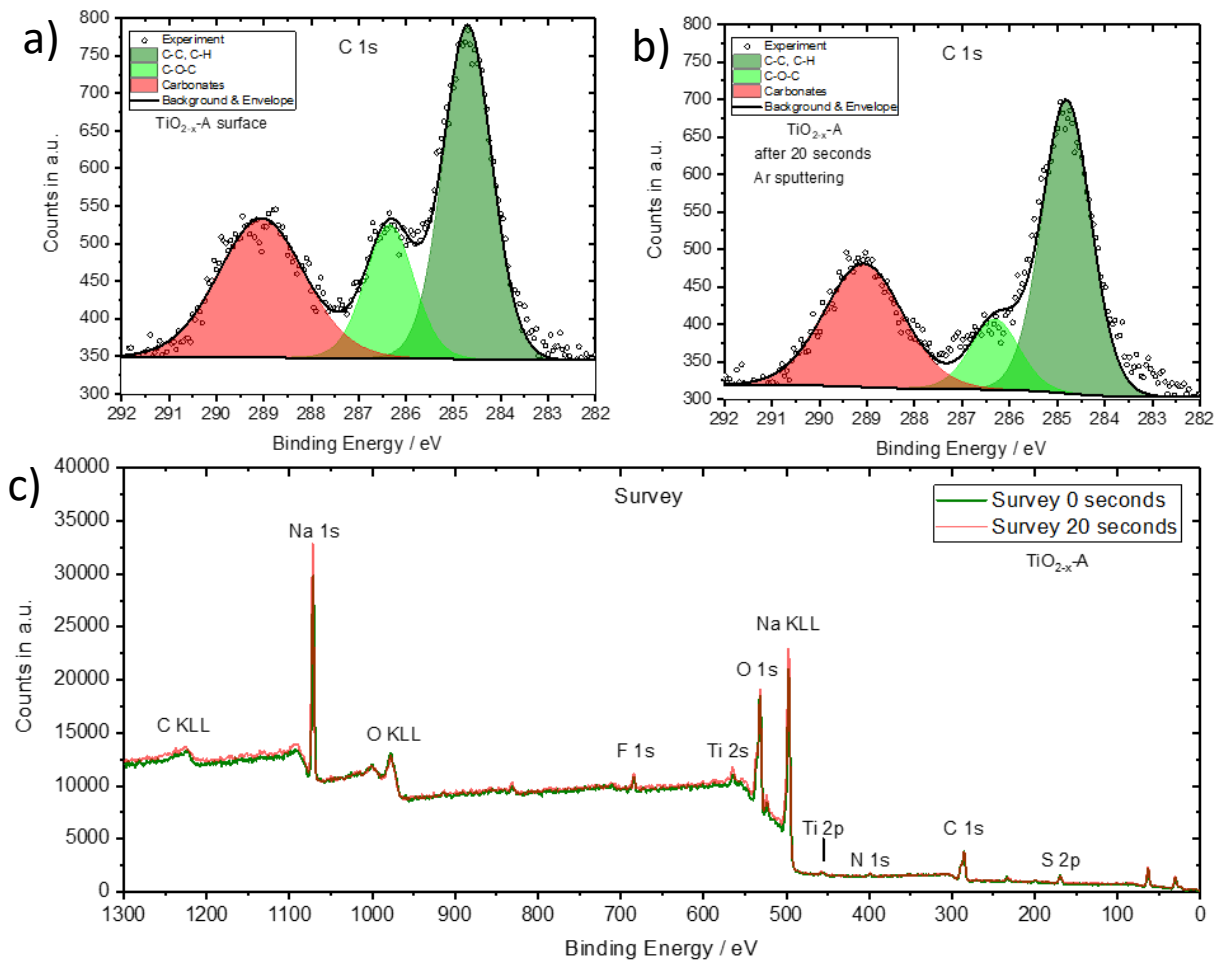 a)
C 1s
Experiment
C-C, C-H
C-O-C
Carbonates
Background & Envelope
TiO2-x-A surface
Counts in a.u.
800
750
700
650
600
550
500
450
400
350
300
292 291 290 289 288 287 286 285 284 283 282
Binding Energy / eV
b)
C 1s
Experiment
C-C, C-H
C-O-C
Carbonates
Background & Envelope
TiO2-x-A
after 20 seconds
Ar sputtering
Counts in a.u.
800
750
700
650
600
550
500
450
400
350
300
292 291 290 289 288 287 286 285 284 283 282
Binding Energy / eV
c)
Survey
Survey 0 seconds
Survey 20 seconds
TiO2-x-A
Counts in a.u.
40000
35000
30000
25000
20000
15000
10000
5000
0
C KLL
Na 1s
O KLL
F 1s
Ti 2s
O 1s
Na KLL
Ti 2p
N 1s
C 1s
S 2p
1300 1200 1100 1000 900 800 700 600 500 400 300 200 100 0
Binding Energy / eV